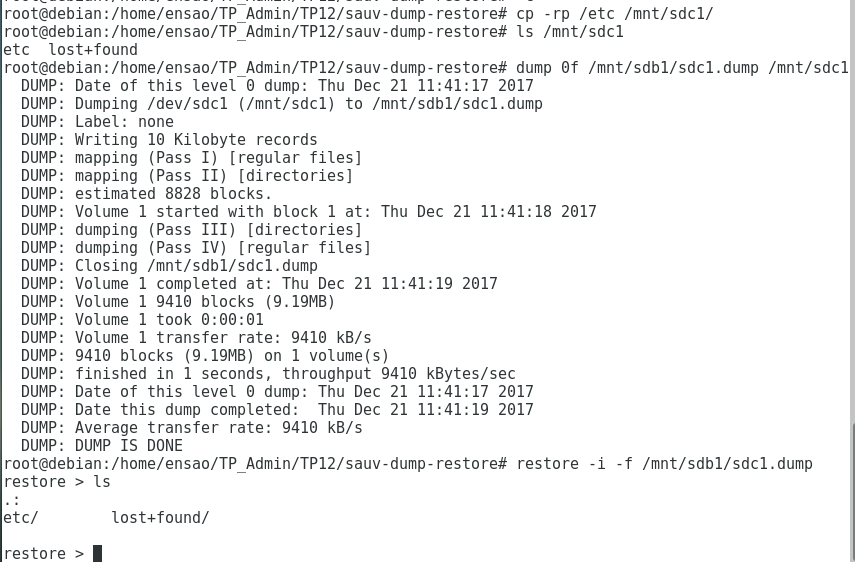 root@debian:/home/ensao/TP_Admin/TP12/sauv-dump-restore# cp -rp /etc /mnt/sdc1/
root@debian:/home/ensao/TP_Admin/TP12/sauv-dump-restore# ls /mnt/sdc1
etc  lost+found
root@debian:/home/ensao/TP_Admin/TP12/sauv-dump-restore# dump 0f /mnt/sdb1/sdc1.dump /mnt/sdc1
  DUMP: Date of this level 0 dump: Thu Dec 21 11:41:17 2017
  DUMP: Dumping /dev/sdc1 (/mnt/sdc1) to /mnt/sdb1/sdc1.dump
  DUMP: Label: none
  DUMP: Writing 10 Kilobyte records
  DUMP: mapping (Pass I) [regular files]
  DUMP: mapping (Pass II) [directories]
  DUMP: estimated 8828 blocks.
  DUMP: Volume 1 started with block 1 at: Thu Dec 21 11:41:18 2017
  DUMP: dumping (Pass III) [directories]
  DUMP: dumping (Pass IV) [regular files]
  DUMP: Closing /mnt/sdb1/sdc1.dump
  DUMP: Volume 1 completed at: Thu Dec 21 11:41:19 2017
  DUMP: Volume 1 9410 blocks (9.19MB)
  DUMP: Volume 1 took 0:00:01
  DUMP: Volume 1 transfer rate: 9410 kB/s
  DUMP: 9410 blocks (9.19MB) on 1 volume(s)
  DUMP: finished in 1 seconds, throughput 9410 kBytes/sec
  DUMP: Date of this level 0 dump: Thu Dec 21 11:41:17 2017
  DUMP: Date this dump completed:  Thu Dec 21 11:41:19 2017
  DUMP: Average transfer rate: 9410 kB/s
  DUMP: DUMP IS DONE
root@debian:/home/ensao/TP_Admin/TP12/sauv-dump-restore# restore -i -f /mnt/sdb1/sdc1.dump
restore > ls
.:
etc/        lost+found/
restore >